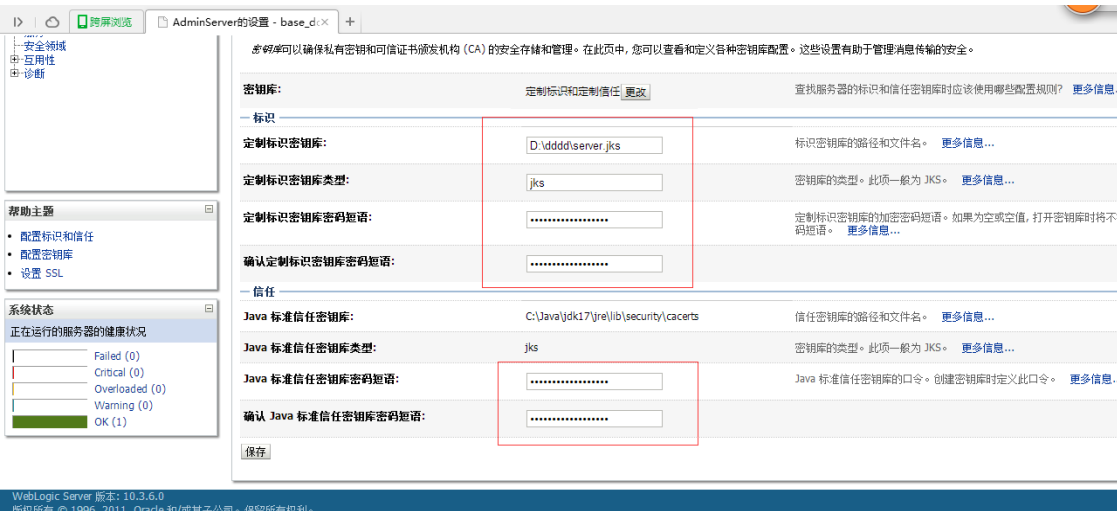 跨屏浏览
AdminServer的设置 - base_d
安全领域
互用性
诊断
密钥库可以确保私有密钥和可信证书颁发机构 (CA) 的安全存储和管理。在此页中, 您可以查看和定义各种密钥库配置。这些设置有助于管理消息传输的安全。
密钥库: 定制标识和定制信任 更改 查找服务器的标识和信任密钥库时应该使用哪些配置规则? 更多信息
标识
定制标识密钥库: D:\dddd\server.jks 标识密钥库的路径和文件名。 更多信息...
定制标识密钥库类型: jks 密钥库的类型。此项一般为 JKS。 更多信息...
定制标识密钥库密码短语: •••••••••••••••••• 定制标识密钥库的加密密码短语。如果为空或空值, 打开密钥库时将不
码短语。 更多信息...
确认定制标识密钥库密码短语: ••••••••••••••••••
信任
Java 标准信任密钥库: C:\Java\jdk17\jre\lib\security\cacerts 信任密钥库的路径和文件名。 更多信息...
Java 标准信任密钥库类型: jks 密钥库的类型。此项一般为 JKS。 更多信息...
Java 标准信任密钥库密码短语: •••••••••••••••••• Java 标准信任密钥库的口令。创建密钥库时定义此口令。 更多信息...
确认 Java 标准信任密钥库密码短语: ••••••••••••••••••
保存
帮助主题
配置标识和信任
配置密钥库
设置 SSL
系统状态
正在运行的服务器的健康状况
Failed (0)
Critical (0)
Overloaded (0)
Warning (0)
OK (1)
WebLogic Server 版本: 10.3.6.0
版权所有 © 1996, 2011, Oracle 和/或其子公司。保留所有权利。